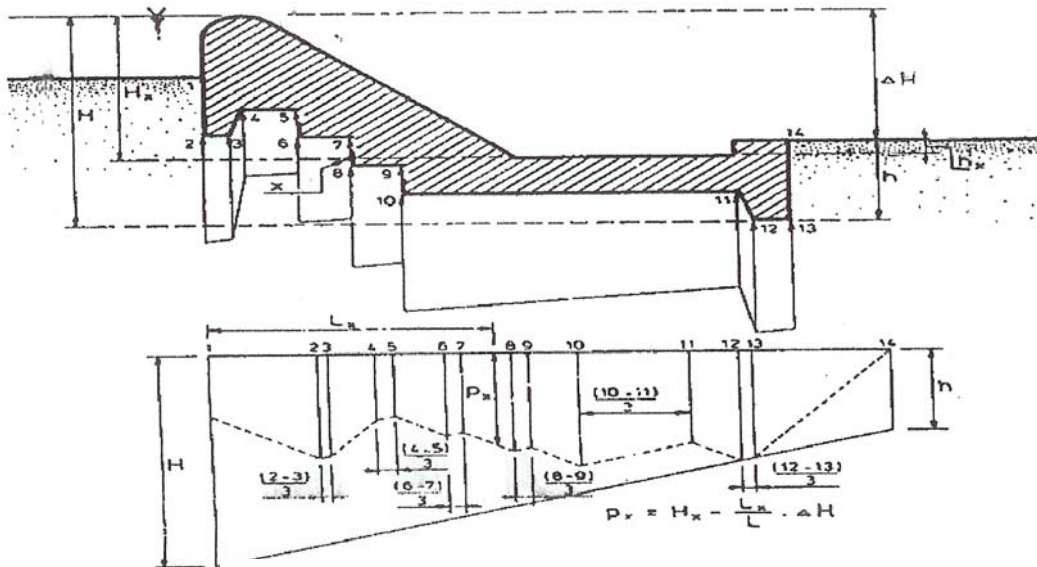 H
Hx
ΔH
1
2
3
4
5
6
7
8
9
10
x
11
12
13
14
hx
h
Lx
1 23 4 5 6 7 8 9 10 11 12 13 14
H
Px
h
(2-3)/3
(4-5)/3
(6-7)/3
(8-9)/3
(10-11)/3
(12-13)/3
Px = Hx - Lx/L . ΔH